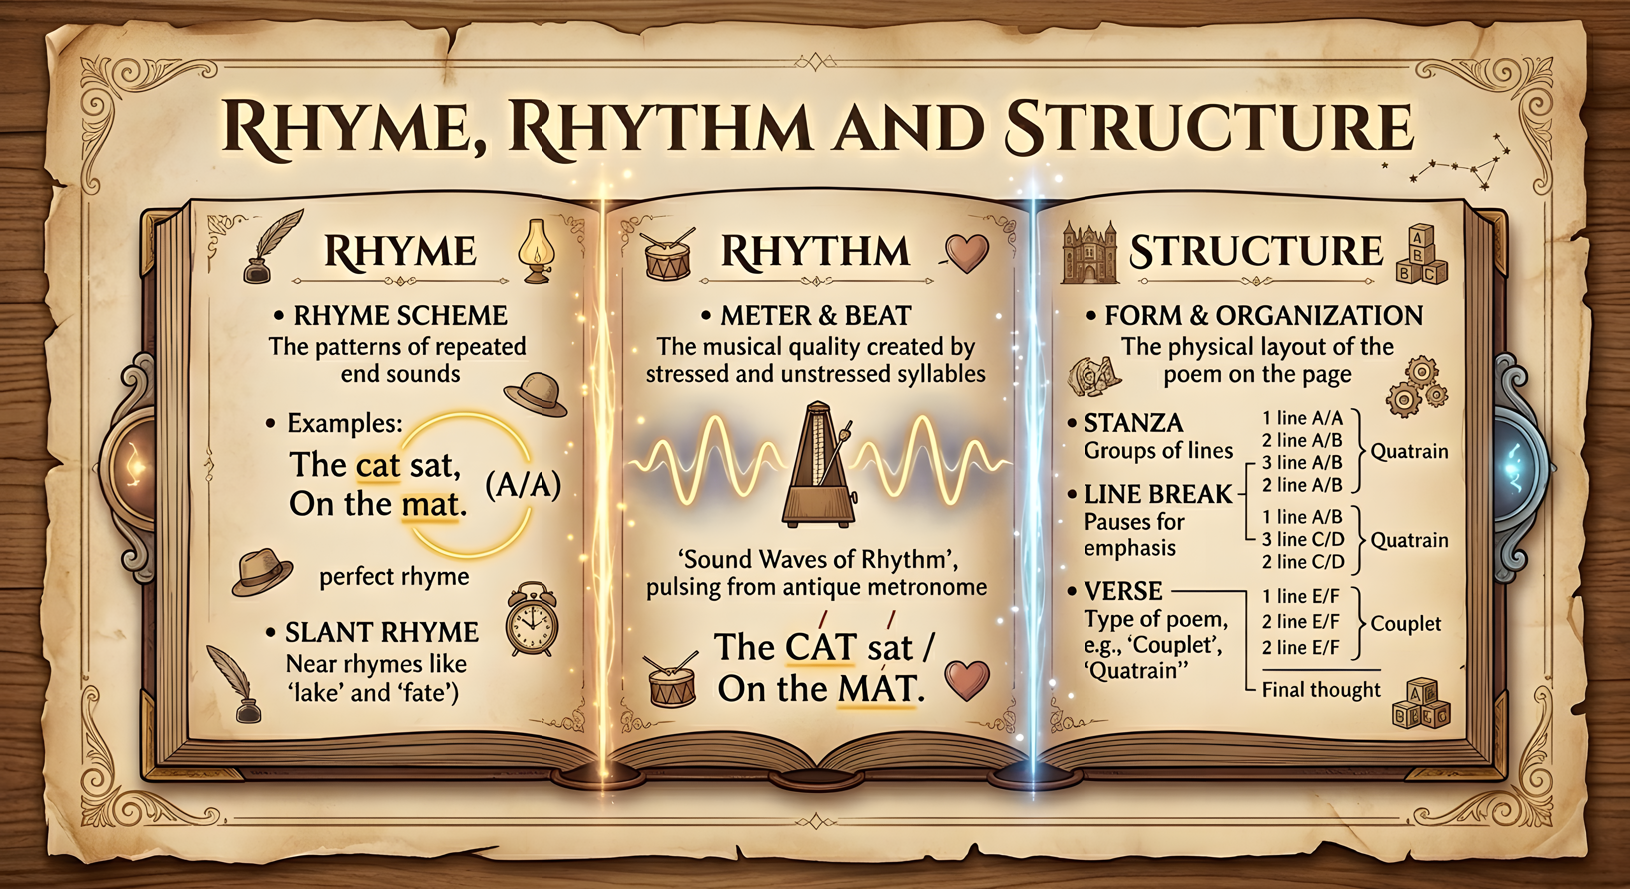 RHYME, RHYTHM AND STRUCTURE
RHYME
• RHYME SCHEME
The patterns of repeated
end sounds
• Examples:
The cat sat,
On the mat.
(A/A)
perfect rhyme
• SLANT RHYME
Near rhymes like
‘lake’ and ‘fate’)
RHYTHM
• METER & BEAT
The musical quality created by
stressed and unstressed syllables
‘Sound Waves of Rhythm’,
pulsing from antique metronome
The CAT sat /
On the MAT.
STRUCTURE
• FORM & ORGANIZATION
The physical layout of the
poem on the page
• STANZA
Groups of lines
• LINE BREAK
Pauses for
emphasis
• VERSE
Type of poem,
e.g., ‘Couplet’,
‘Quatrain”
1 line A/A
2 line A/B
3 line A/B
2 line A/B
Quatrain
1 line A/B
3 line C/D
2 line C/D
Quatrain
1 line E/F
2 line E/F
2 line E/F
Couplet
Final thought